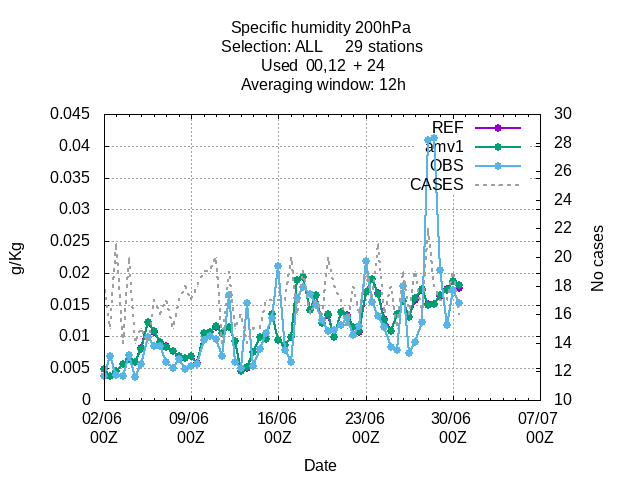 Specific humidity 200hPa
Selection: ALL 29 stations
Used 00,12 + 24
Averaging window: 12h
0.045
0.04
0.035
0.03
0.025
0.02
0.015
0.01
0.005
0
30
28
26
24
22
20
18
16
14
12
10
g/Kg
No cases
REF
amv1
OBS
CASES
02/06 09/06 16/06 23/06 30/06 07/07
00Z 00Z 00Z 00Z 00Z 00Z
Date